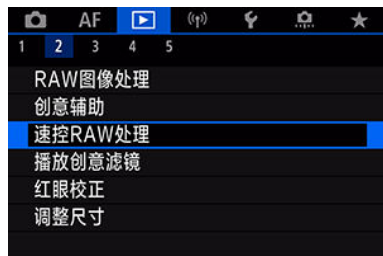 AF
1 2 3 4 5
RAW图像处理
创意辅助
速控RAW处理
播放创意滤镜
红眼校正
调整尺寸